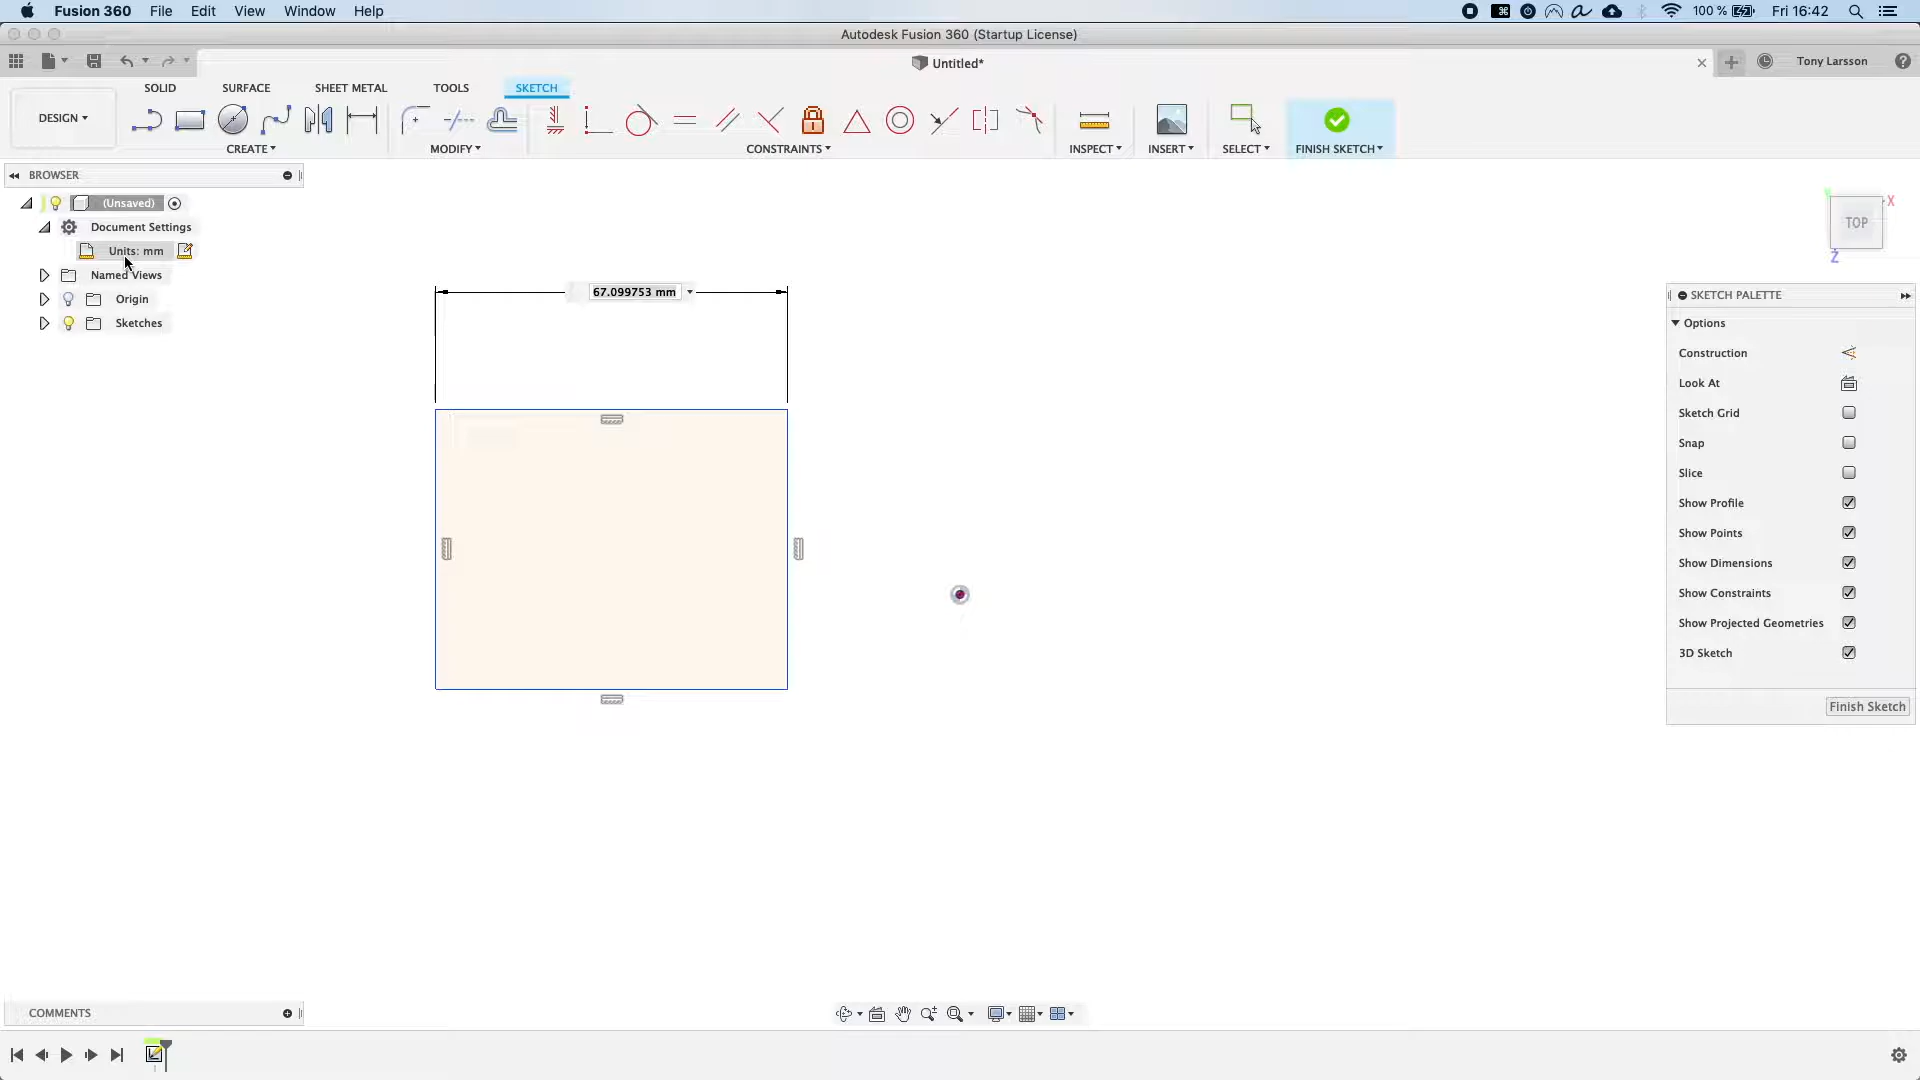 Fusion 360 File Edit View Window Help 100 % Fri 16:42
Autodesk Fusion 360 (Startup License)
Untitled* Tony Larsson
SOLID SURFACE SHEET METAL TOOLS SKETCH
DESIGN
CREATE MODIFY CONSTRAINTS INSPECT INSERT SELECT FINISH SKETCH
BROWSER
(Unsaved)
Document Settings
Units: mm
Named Views
Origin
Sketches
67.099753 mm
TOP
X
Z
SKETCH PALETTE
Options
Construction
Look At
Sketch Grid
Snap
Slice
Show Profile
Show Points
Show Dimensions
Show Constraints
Show Projected Geometries
3D Sketch
Finish Sketch
COMMENTS